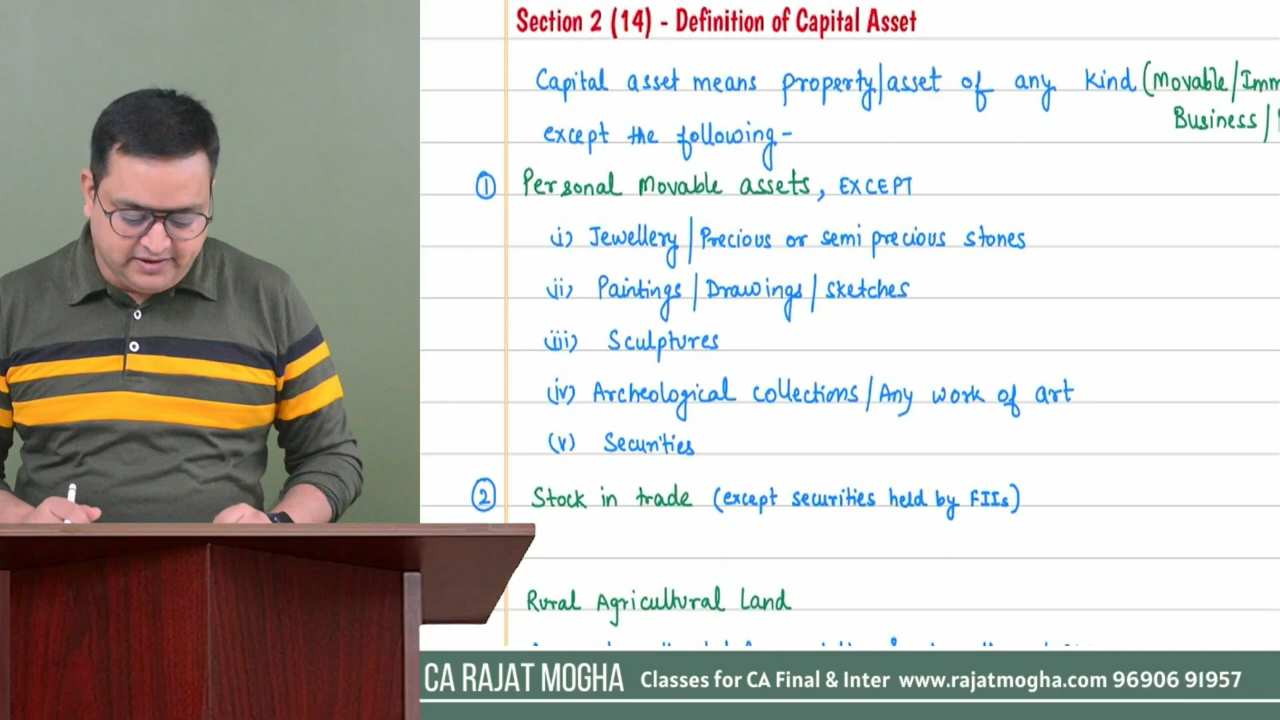 Section 2 (14) - Definition of Capital Asset
Capital asset means property/asset of any kind (Movable/
Business/
except the following -
① Personal Movable assets, EXCEPT
(i) Jewellery / Precious or semi precious stones
(ii) Paintings / Drawings / sketches
(iii) Sculptures
(iv) Archeological collections / Any work of art
(v) Securities
② Stock in trade (except securities held by FIIs)
Rural Agricultural Land
CA RAJAT MOGHA Classes for CA Final & Inter www.rajatmogha.com 96906 91957